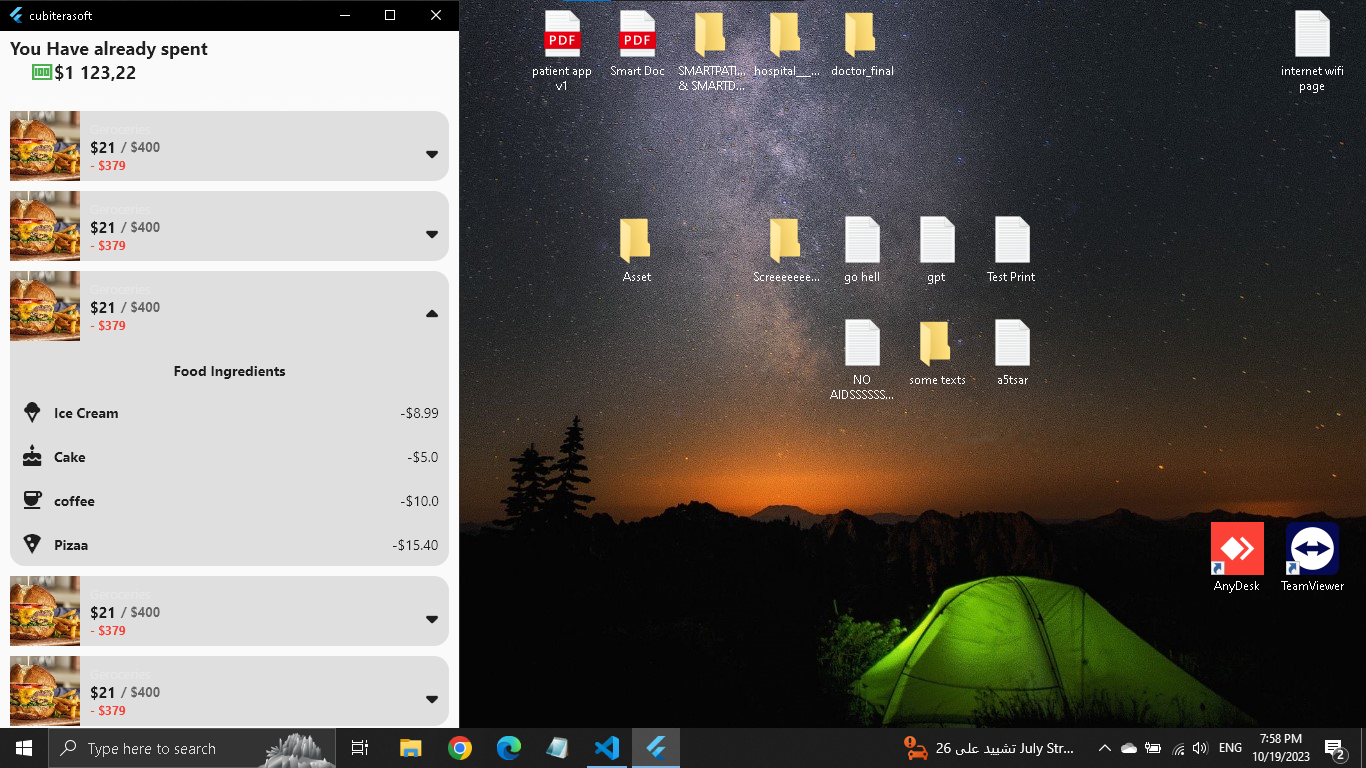 cubiterasoft
You Have already spent
$1 123,22
Geroceries
$21 / $400
- $379
Geroceries
$21 / $400
- $379
Geroceries
$21 / $400
- $379
Food Ingredients
Ice Cream -$8.99
Cake -$5.0
coffee -$10.0
Pizaa -$15.40
Geroceries
$21 / $400
- $379
Geroceries
$21 / $400
- $379
PDF
patient app
v1
PDF
Smart Doc
SMARTPATI...
& SMARTD...
hospital___...
doctor_final
internet wifi
page
Asset
Screeeeeee...
go hell
gpt
Test Print
NO
AIDSSSSSS...
some texts
a5tsar
AnyDesk
TeamViewer
Type here to search
تشييد على 26 July Str...
ENG
7:58 PM
10/19/2023
2